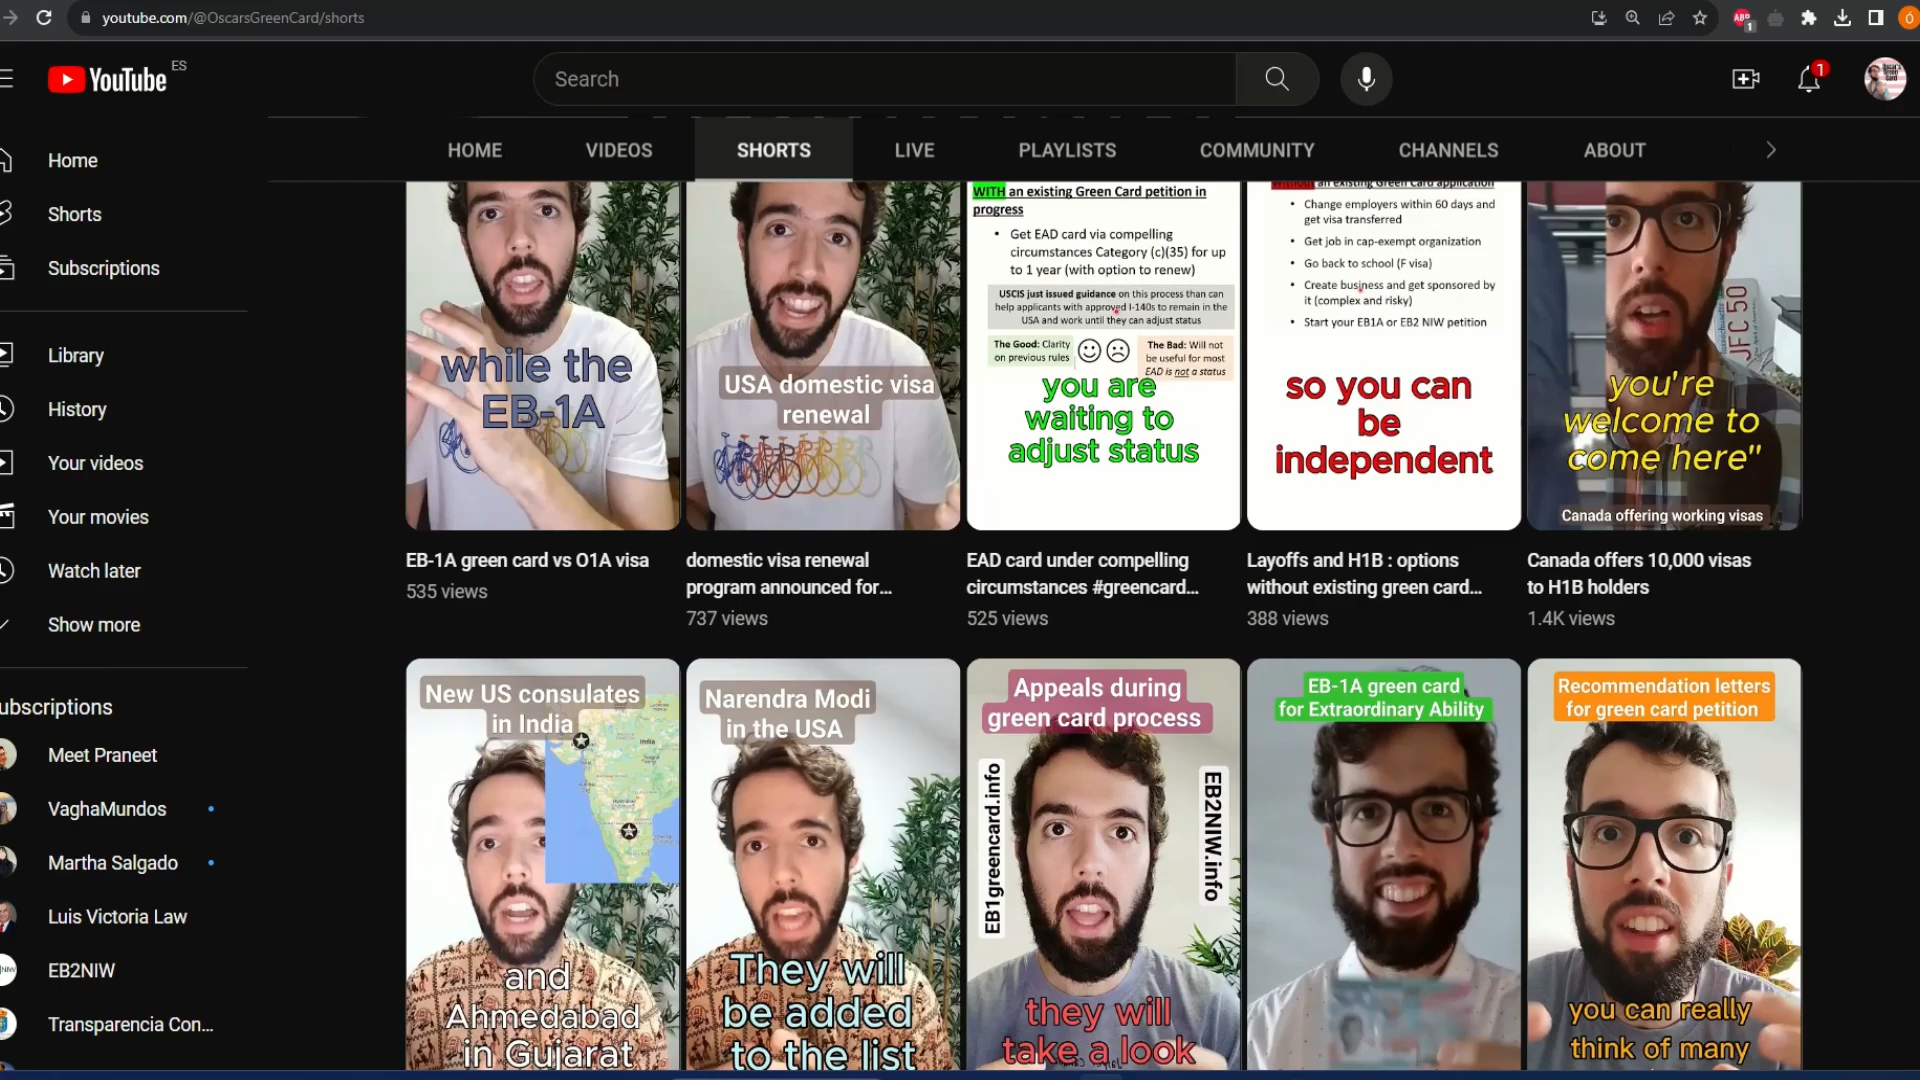 youtube.com/@OscarsGreenCard/shorts
ABP
1
ó
YouTube
ES
Search
1
HOME
VIDEOS
SHORTS
LIVE
PLAYLISTS
COMMUNITY
CHANNELS
ABOUT
Home
Shorts
Subscriptions
Library
History
Your videos
Your movies
Watch later
Show more
ubscriptions
Meet Praneet
VaghaMundos
Martha Salgado
Luis Victoria Law
EB2NIW
Transparencia Con...
while the
EB-1A
EB-1A green card vs O1A visa
535 views
USA domestic visa
renewal
domestic visa renewal
program announced for...
737 views
WITH an existing Green Card petition in
progress
• Get EAD card via compelling
circumstances Category (c)(35) for up
to 1 year (with option to renew)
USCIS just issued guidance on this process than can
help applicants with approved I-140s to remain in the
USA and work until they can adjust status
The Good: Clarity
on previous rules
The Bad: Will not
be useful for most
EAD is not a status
you are
waiting to
adjust status
EAD card under compelling
circumstances #greencard...
525 views
Without an existing Green Card application
• Change employers within 60 days and
get visa transferred
• Get job in cap-exempt organization
• Go back to school (F visa)
• Create business and get sponsored by
it (complex and risky)
• Start your EB1A or EB2 NIW petition
so you can
be
independent
Layoffs and H1B : options
without existing green card...
388 views
JFC 50
you're
welcome to
come here"
Canada offering working visas
Canada offers 10,000 visas
to H1B holders
1.4K views
New US consulates
in India
and
Ahmedabad
in Gujarat
Narendra Modi
in the USA
They will
be added
to the list
Appeals during
green card process
EB1greencard.info
EB2NIW.info
they will
take a look
EB-1A green card
for Extraordinary Ability
Recommendation letters
for green card petition
you can really
think of many